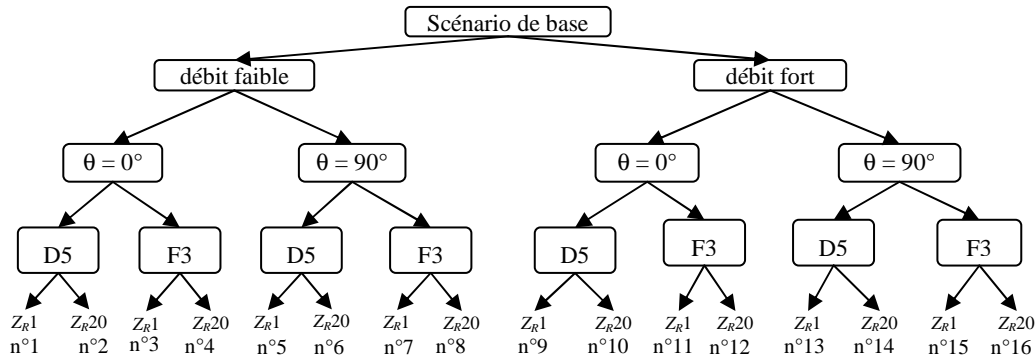 Scénario de base
débit faible débit fort
θ = 0° θ = 90° θ = 0° θ = 90°
D5 F3 D5 F3 D5 F3 D5 F3
ZR1 ZR20 ZR1 ZR20 ZR1 ZR20 ZR1 ZR20 ZR1 ZR20 ZR1 ZR20 ZR1 ZR20 ZR1 ZR20
n°1 n°2 n°3 n°4 n°5 n°6 n°7 n°8 n°9 n°10 n°11 n°12 n°13 n°14 n°15 n°16